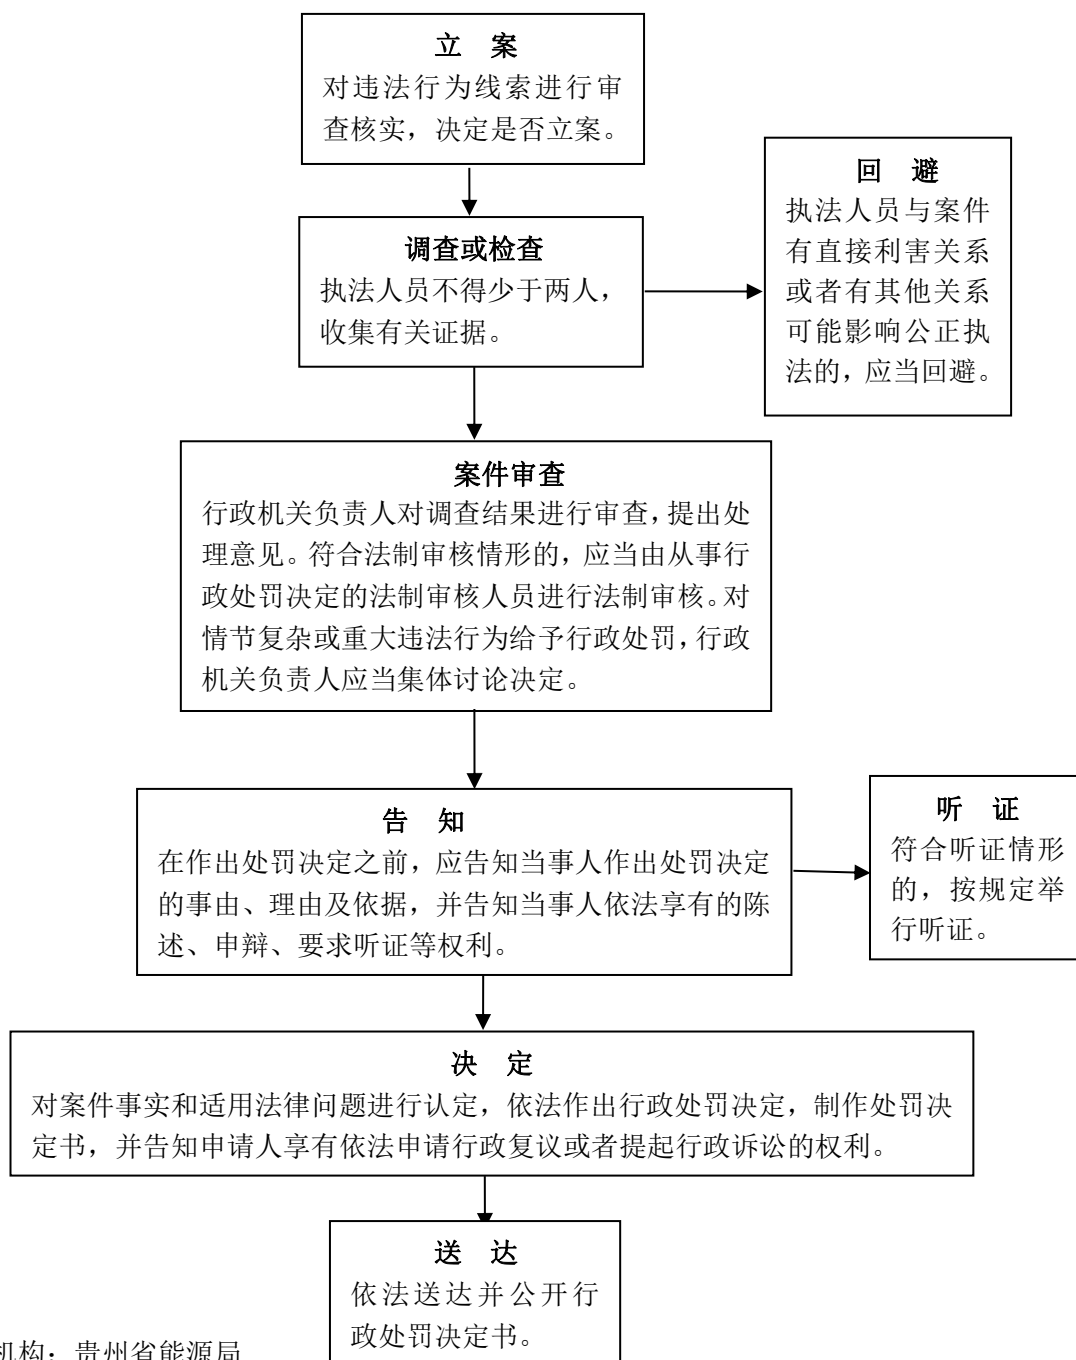 立 案
对违法行为线索进行审
查核实，决定是否立案。
回 避
执法人员与案件
有直接利害关系
或者有其他关系
可能影响公正执
法的，应当回避。
调查或检查
执法人员不得少于两人，
收集有关证据。
案件审查
行政机关负责人对调查结果进行审查，提出处
理意见。符合法制审核情形的，应当由从事行
政处罚决定的法制审核人员进行法制审核。对
情节复杂或重大违法行为给予行政处罚，行政
机关负责人应当集体讨论决定。
告 知
在作出处罚决定之前，应告知当事人作出处罚决定
的事由、理由及依据，并告知当事人依法享有的陈
述、申辩、要求听证等权利。
听 证
符合听证情形
的，按规定举
行听证。
决 定
对案件事实和适用法律问题进行认定，依法作出行政处罚决定，制作处罚决
定书，并告知申请人享有依法申请行政复议或者提起行政诉讼的权利。
送 达
依法送达并公开行
政处罚决定书。
机构：贵州省能源局